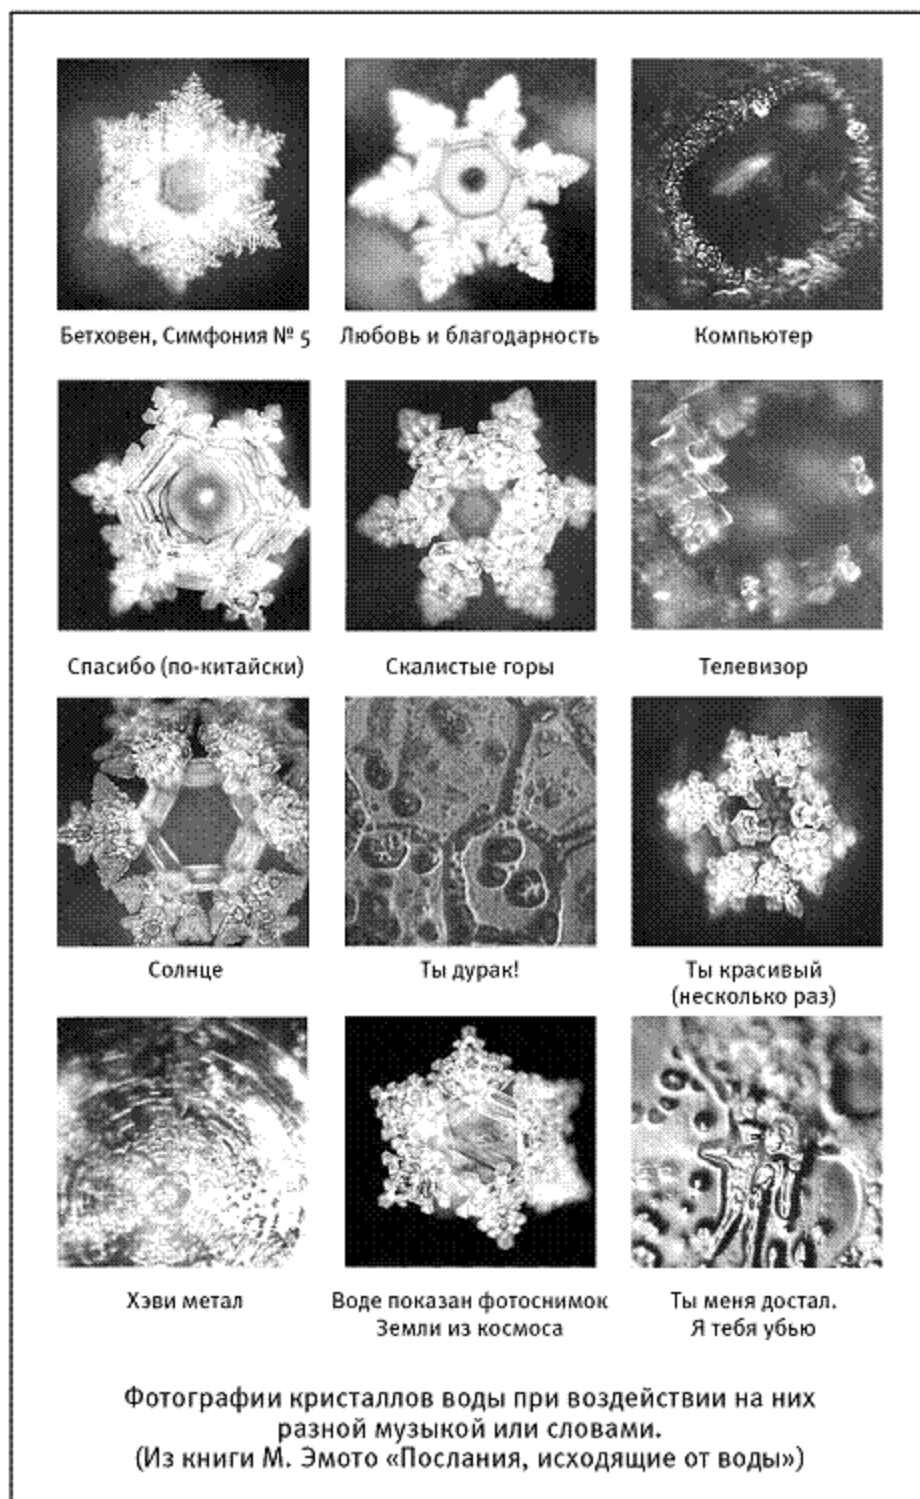 Бетховен, Симфония № 5
Любовь и благодарность
Компьютер
Спасибо (по-китайски)
Скалистые горы
Телевизор
Солнце
Ты дурак!
Ты красивый
(несколько раз)
Хэви метал
Воде показан фотоснимок
Земли из космоса
Ты меня достал.
Я тебя убью
Фотографии кристаллов воды при воздействии на них
разной музыкой или словами.
(Из книги М. Эмото «Послания, исходящие от воды»)